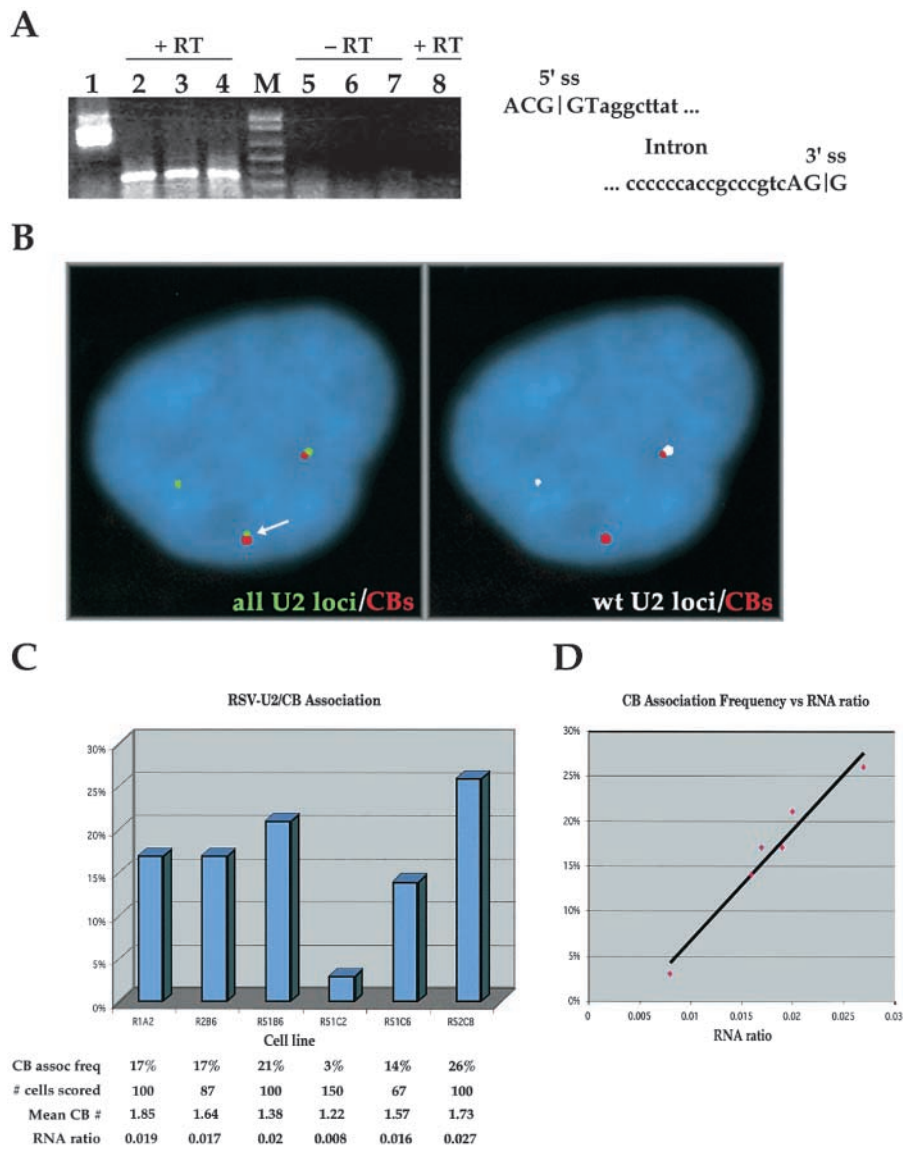 A
+ RT
– RT
+ RT
1 2 3 4 M 5 6 7 8
5' ss
ACG|GTaggcttat ...
Intron
3' ss
... ccccccaccgcccgtcAG|G
B
all U2 loci/CBs
wt U2 loci/CBs
C
RSV-U2/CB Association
30%
25%
20%
15%
10%
5%
0%
R1A2 R2B6 R51B6 R51C2 R51C6 R52C8
Cell line
CB assoc freq 17% 17% 21% 3% 14% 26%
# cells scored 100 87 100 150 67 100
Mean CB # 1.85 1.64 1.38 1.22 1.57 1.73
RNA ratio 0.019 0.017 0.02 0.008 0.016 0.027
D
CB Association Frequency vs RNA ratio
30%
25%
20%
15%
10%
5%
0%
0 0.005 0.01 0.015 0.02 0.025 0.03
RNA ratio